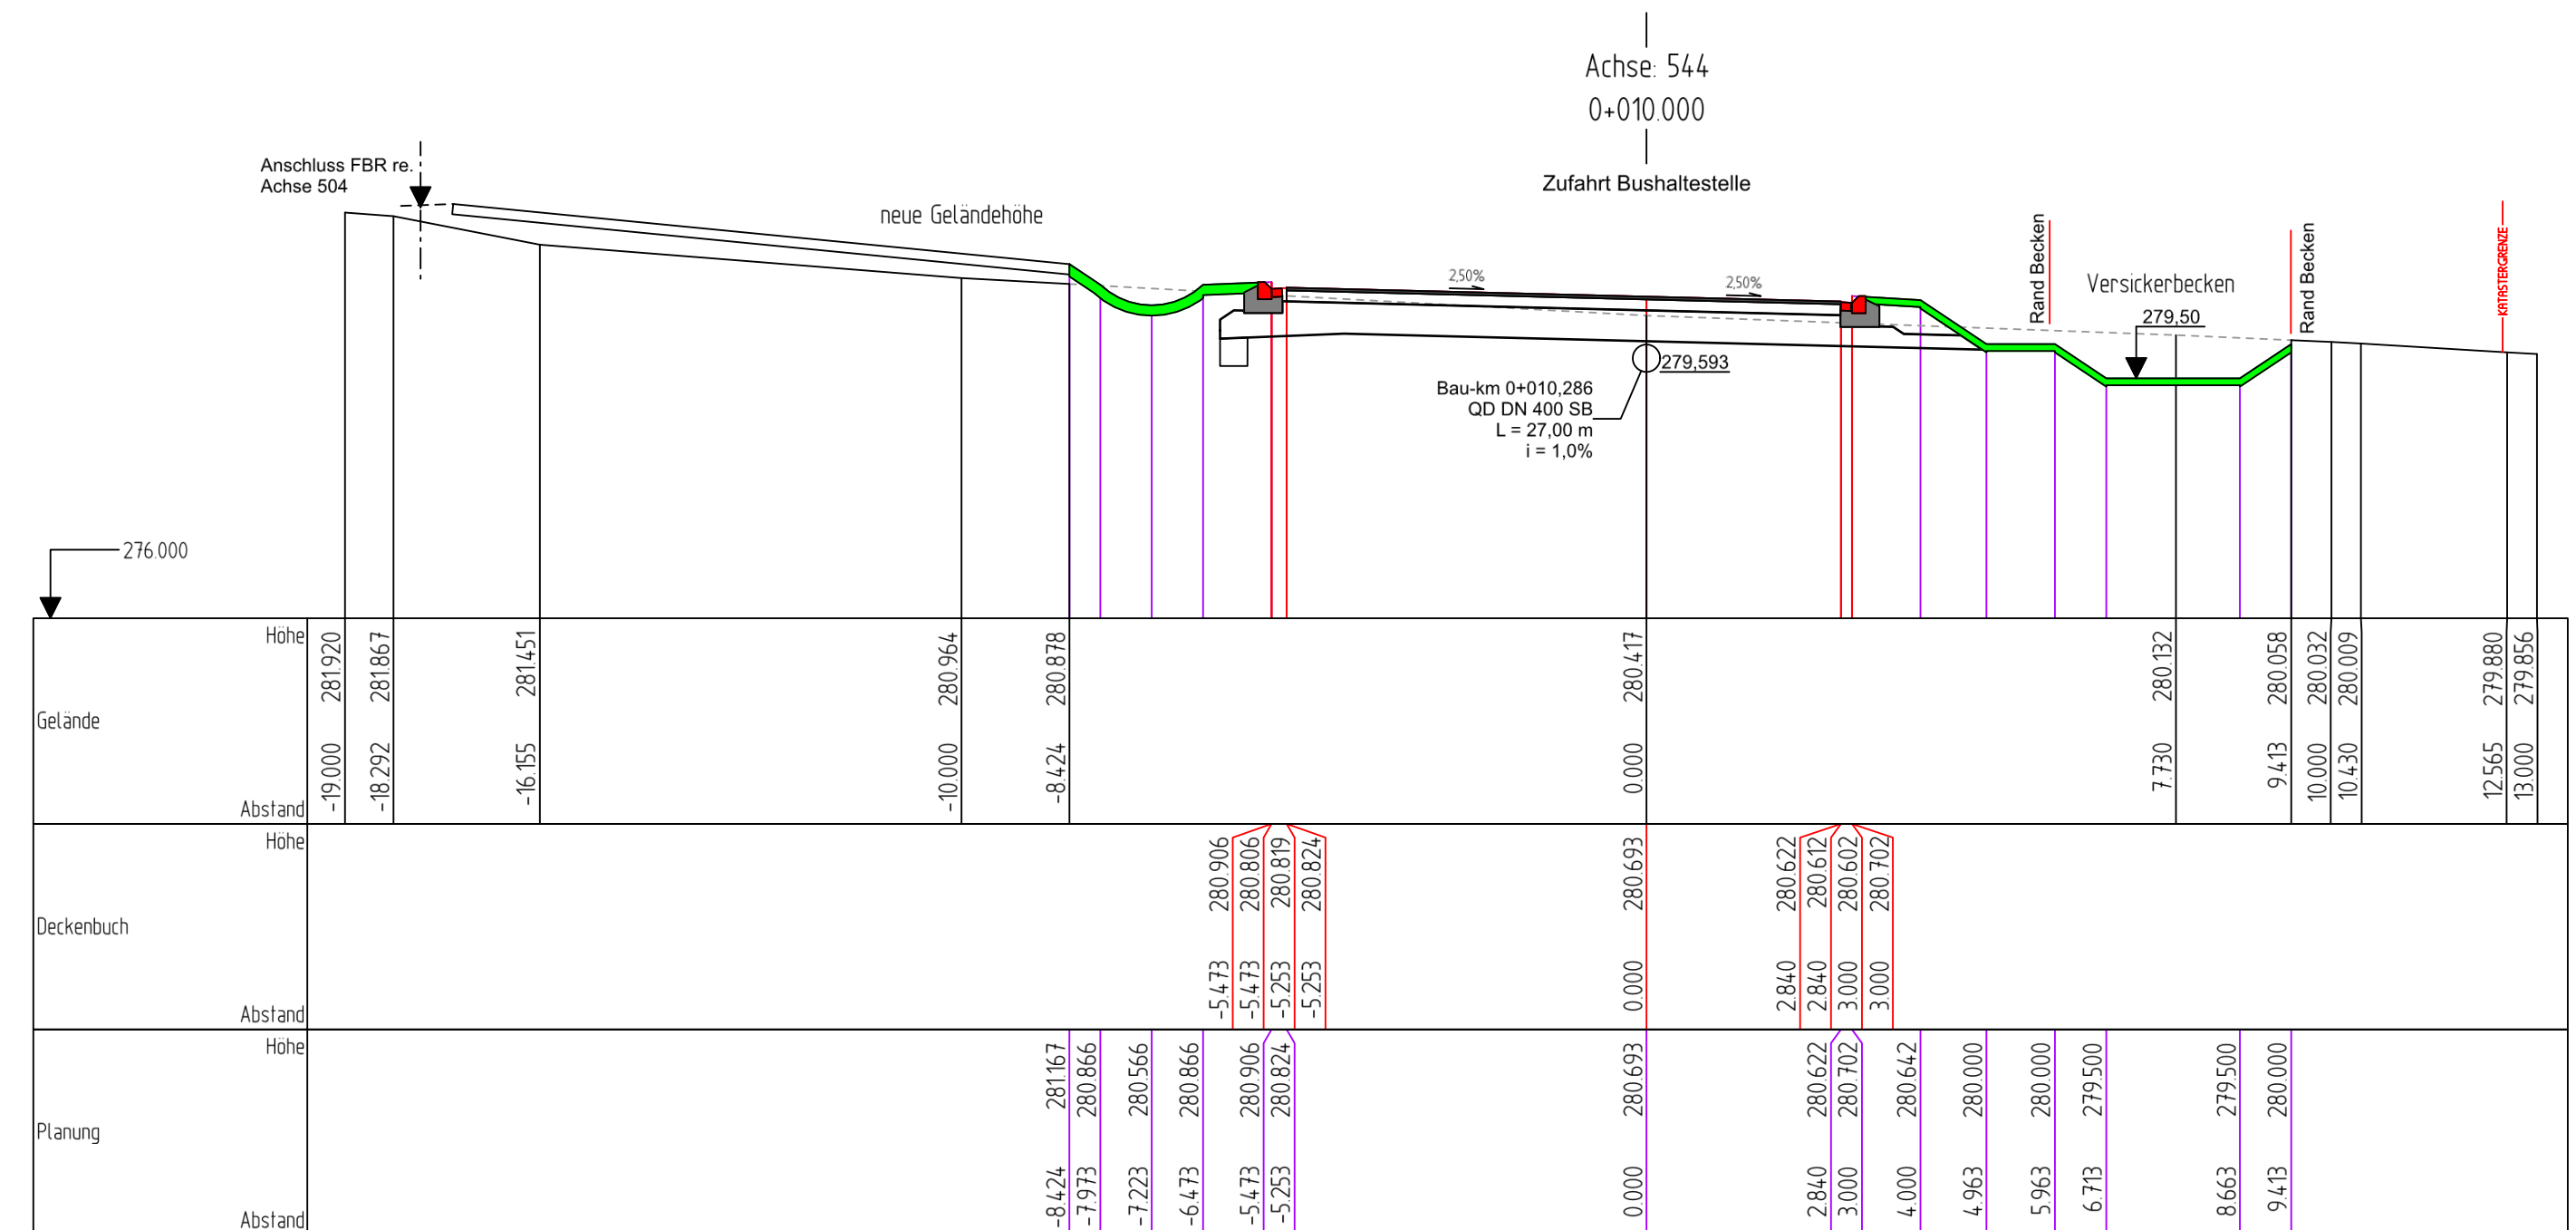 Achse: 544
0+010.000
Zufahrt Bushaltestelle
Anschluss FBR re.
Achse 504
neue Geländehöhe
2,50%
2,50%
Rand Becken
Versickerbecken
279,50
Rand Becken
KATASTERGRENZE
279,593
Bau-km 0+010,286
QD DN 400 SB
L = 27,00 m
i = 1,0%
276.000
Gelände
Höhe
281.920 281.867 281.451 280.964 280.878 280.417 280.132 280.058 280.032 280.009 279.880 279.856
Abstand
-19.000 -18.292 -16.155 -10.000 -8.424 0.000 7.730 9.413 10.000 10.430 12.565 13.000
Deckenbuch
Höhe
280.906 280.806 280.819 280.824 280.693 280.622 280.612 280.602 280.702
Abstand
-5.473 -5.473 -5.253 -5.253 0.000 2.840 2.840 3.000 3.000
Planung
Höhe
281.167 280.866 280.566 280.866 280.906 280.824 280.693 280.622 280.702 280.642 280.000 280.000 279.500 279.500 280.000
Abstand
-8.424 -7.973 -7.223 -6.473 -5.473 -5.253 0.000 2.840 3.000 4.000 4.963 5.963 6.713 8.663 9.413